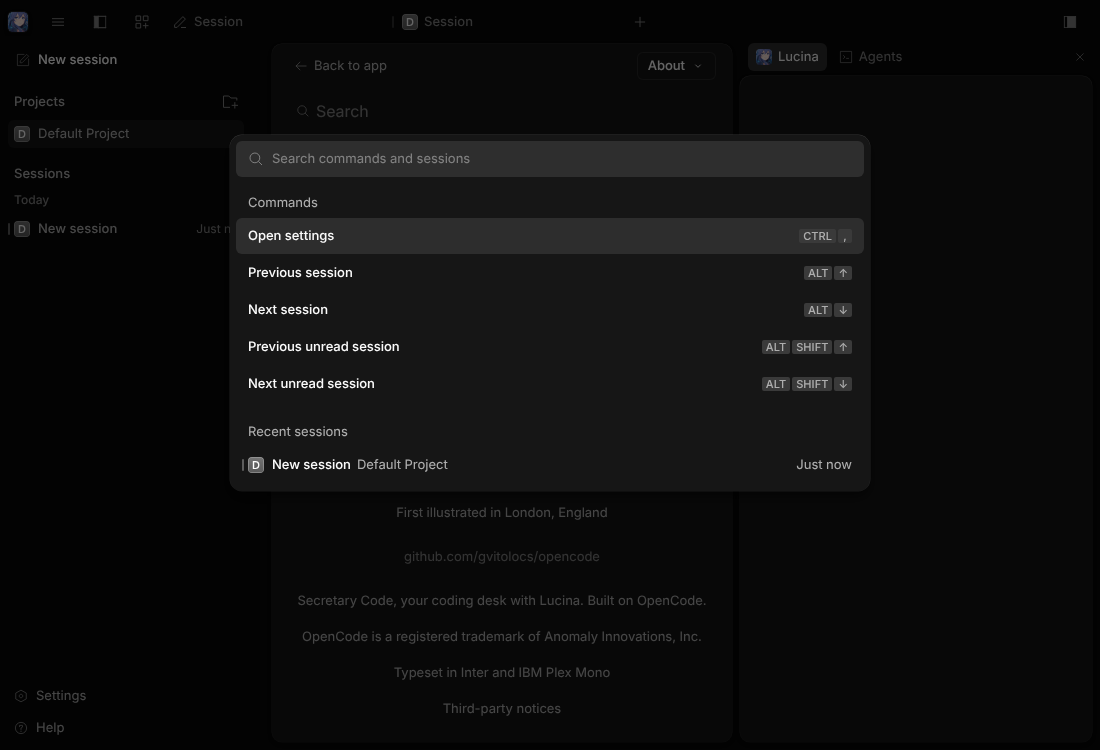 Session
D Session
New session
Back to app
About
Lucina
Agents
Projects
Search
D Default Project
Search commands and sessions
Sessions
Today
Commands
D New session
Just n
Open settings CTRL ,
Previous session ALT ↑
Next session ALT ↓
Previous unread session ALT SHIFT ↑
Next unread session ALT SHIFT ↓
Recent sessions
D New session Default Project Just now
First illustrated in London, England
github.com/gvitolocs/opencode
Secretary Code, your coding desk with Lucina. Built on OpenCode.
OpenCode is a registered trademark of Anomaly Innovations, Inc.
Typeset in Inter and IBM Plex Mono
Third-party notices
Settings
Help